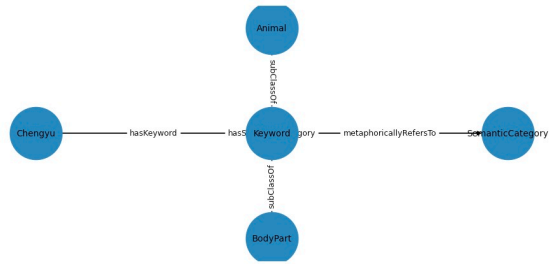 Animal
subClassOf
Chengyu
hasKeyword
Keyword
metaphoricallyRefersTo
SemanticCategory
subClassOf
BodyPart